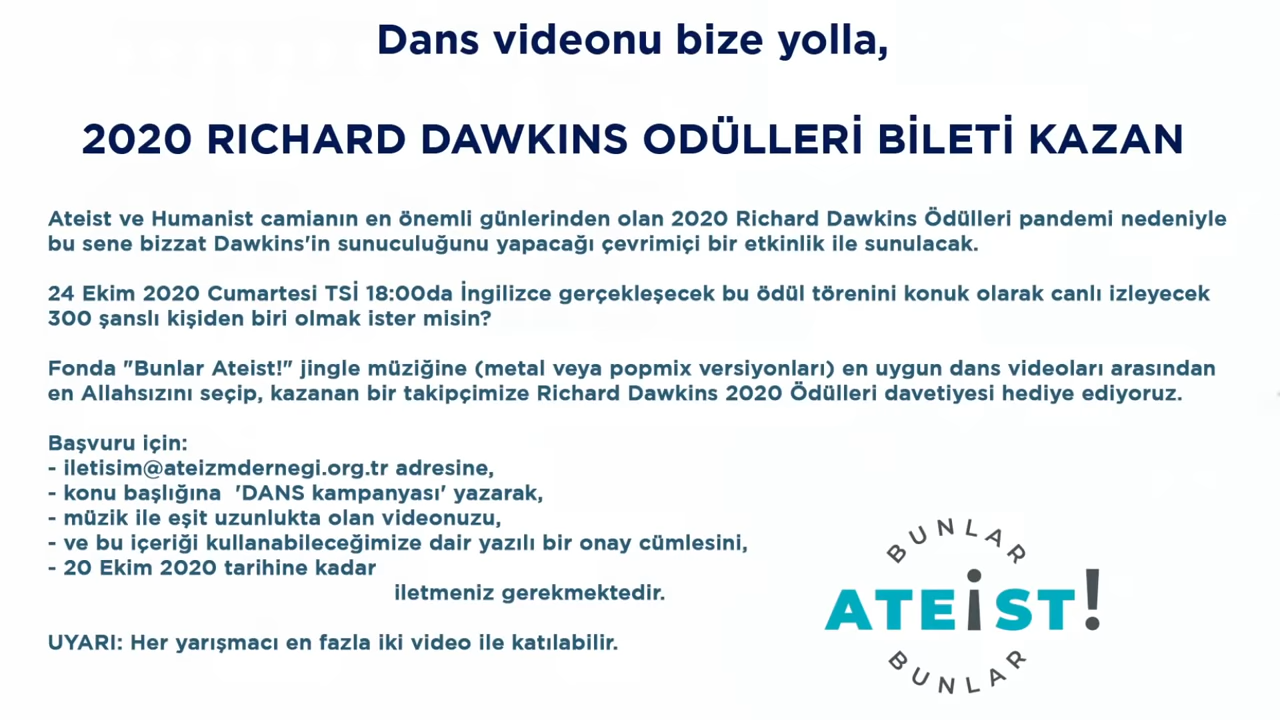 Dans videonu bize yolla,
2020 RICHARD DAWKINS ODÜLLERİ BİLETİ KAZAN
Ateist ve Humanist camianın en önemli günlerinden olan 2020 Richard Dawkins Ödülleri pandemi nedeniyle
bu sene bizzat Dawkins'in sunuculuğunu yapacağı çevrimiçi bir etkinlik ile sunulacak.
24 Ekim 2020 Cumartesi TSİ 18:00da İngilizce gerçekleşecek bu ödül törenini konuk olarak canlı izleyecek
300 şanslı kişiden biri olmak ister misin?
Fonda "Bunlar Ateist!" jingle müziğine (metal veya popmix versiyonları) en uygun dans videoları arasından
en Allahsızını seçip, kazanan bir takipçimize Richard Dawkins 2020 Ödülleri davetiyesi hediye ediyoruz.
Başvuru için:
- iletisim@ateizmdernegi.org.tr adresine,
- konu başlığına 'DANS kampanyası' yazarak,
- müzik ile eşit uzunlukta olan videonuzu,
- ve bu içeriği kullanabileceğimize dair yazılı bir onay cümlesini,
- 20 Ekim 2020 tarihine kadar
iletmeniz gerekmektedir.
UYARI: Her yarışmacı en fazla iki video ile katılabilir.
BUNLAR
ATEiST!
BUNLAR